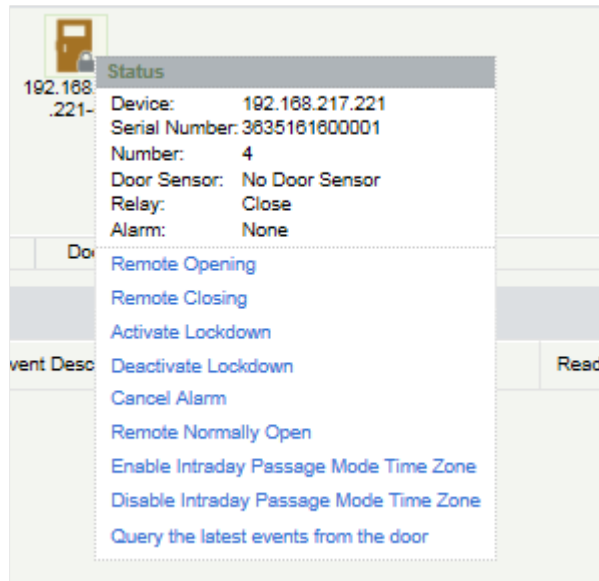 192.168
.221-
Status
Device: 192.168.217.221
Serial Number: 3635161600001
Number: 4
Door Sensor: No Door Sensor
Relay: Close
Alarm: None
Remote Opening
Remote Closing
Activate Lockdown
Deactivate Lockdown
Cancel Alarm
Remote Normally Open
Enable Intraday Passage Mode Time Zone
Disable Intraday Passage Mode Time Zone
Query the latest events from the door
Do
vent Desc
Read